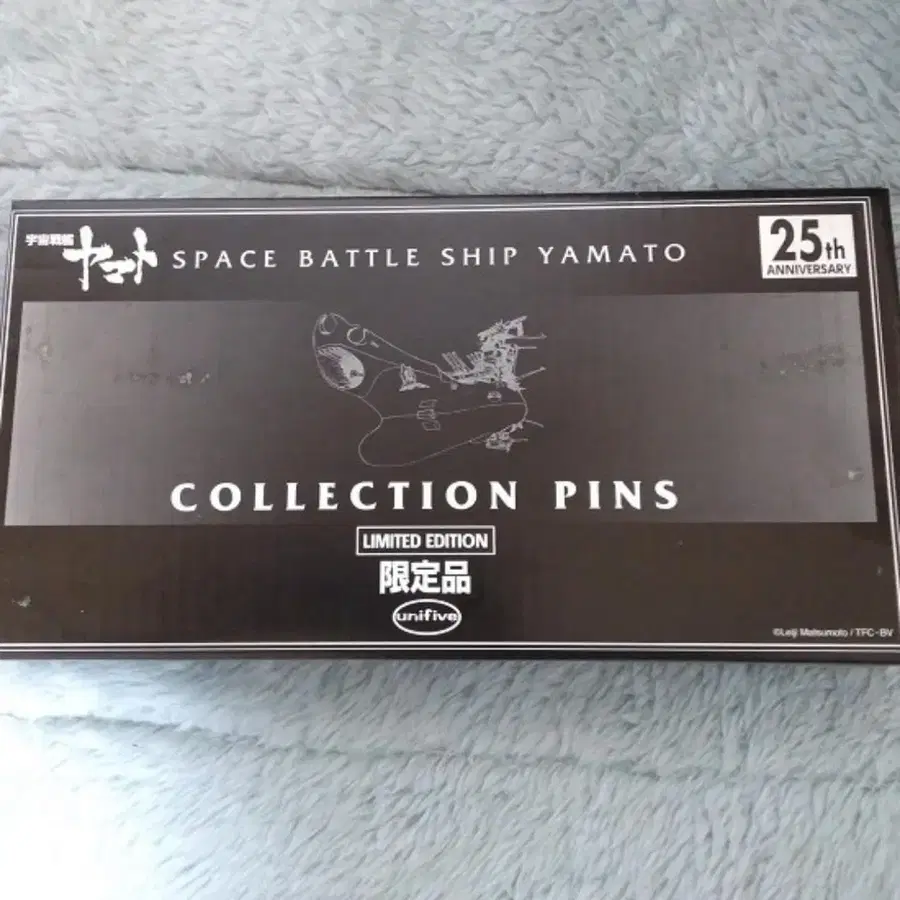 宇宙戦艦
ヤマト SPACE BATTLE SHIP YAMATO
25th
ANNIVERSARY
COLLECTION PINS
LIMITED EDITION
限定品
unifive
©Leiji Matsumoto / TFC-BV